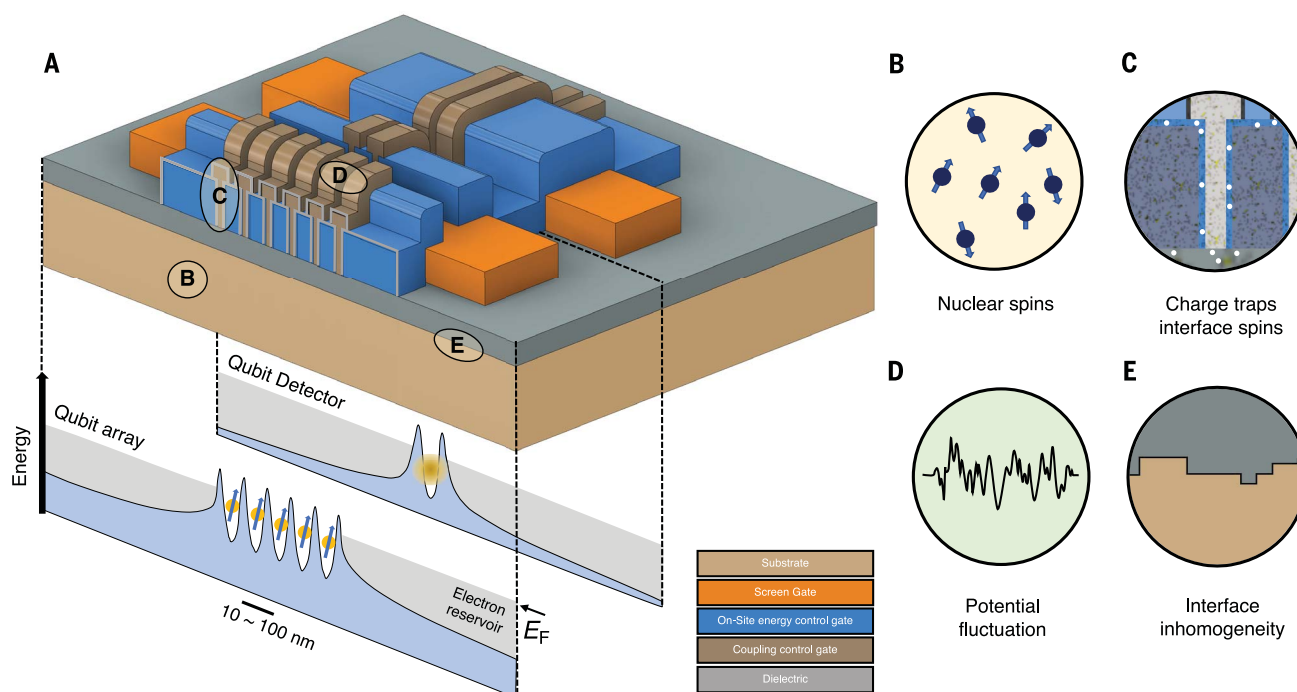 A
B
C
D
C
D
B
E
Nuclear spins
Charge traps
interface spins
D
E
Qubit Detector
Energy
Qubit array
Electron
reservoir
EF
10 ~ 100 nm
Substrate
Screen Gate
On-Site energy control gate
Coupling control gate
Dielectric
Potential
fluctuation
Interface
inhomogeneity